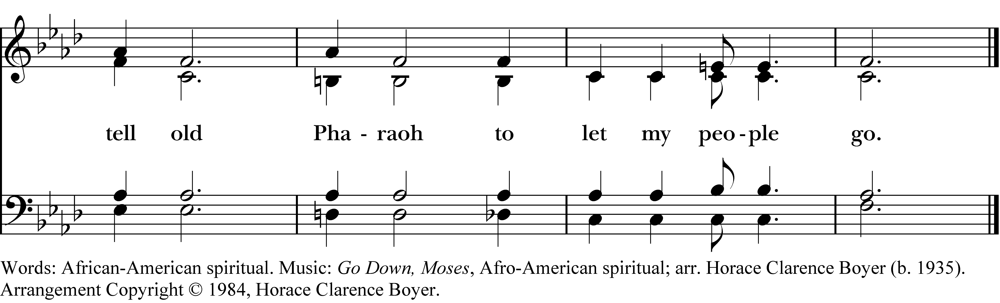 tell old Pha - raoh to let my peo - ple go.
Words: African-American spiritual. Music: Go Down, Moses, Afro-American spiritual; arr. Horace Clarence Boyer (b. 1935).
Arrangement Copyright © 1984, Horace Clarence Boyer.